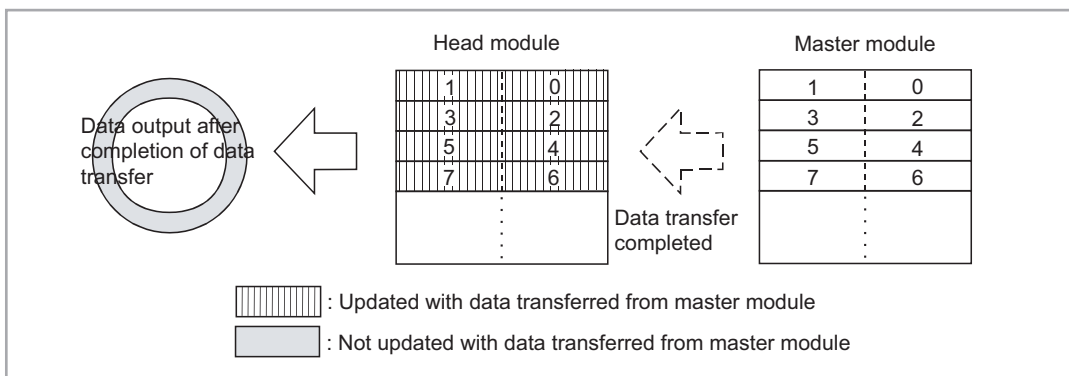 Head module
Master module
1 0
3 2
5 4
7 6
1 0
3 2
5 4
7 6
Data output after
completion of data
transfer
Data transfer
completed
: Updated with data transferred from master module
: Not updated with data transferred from master module